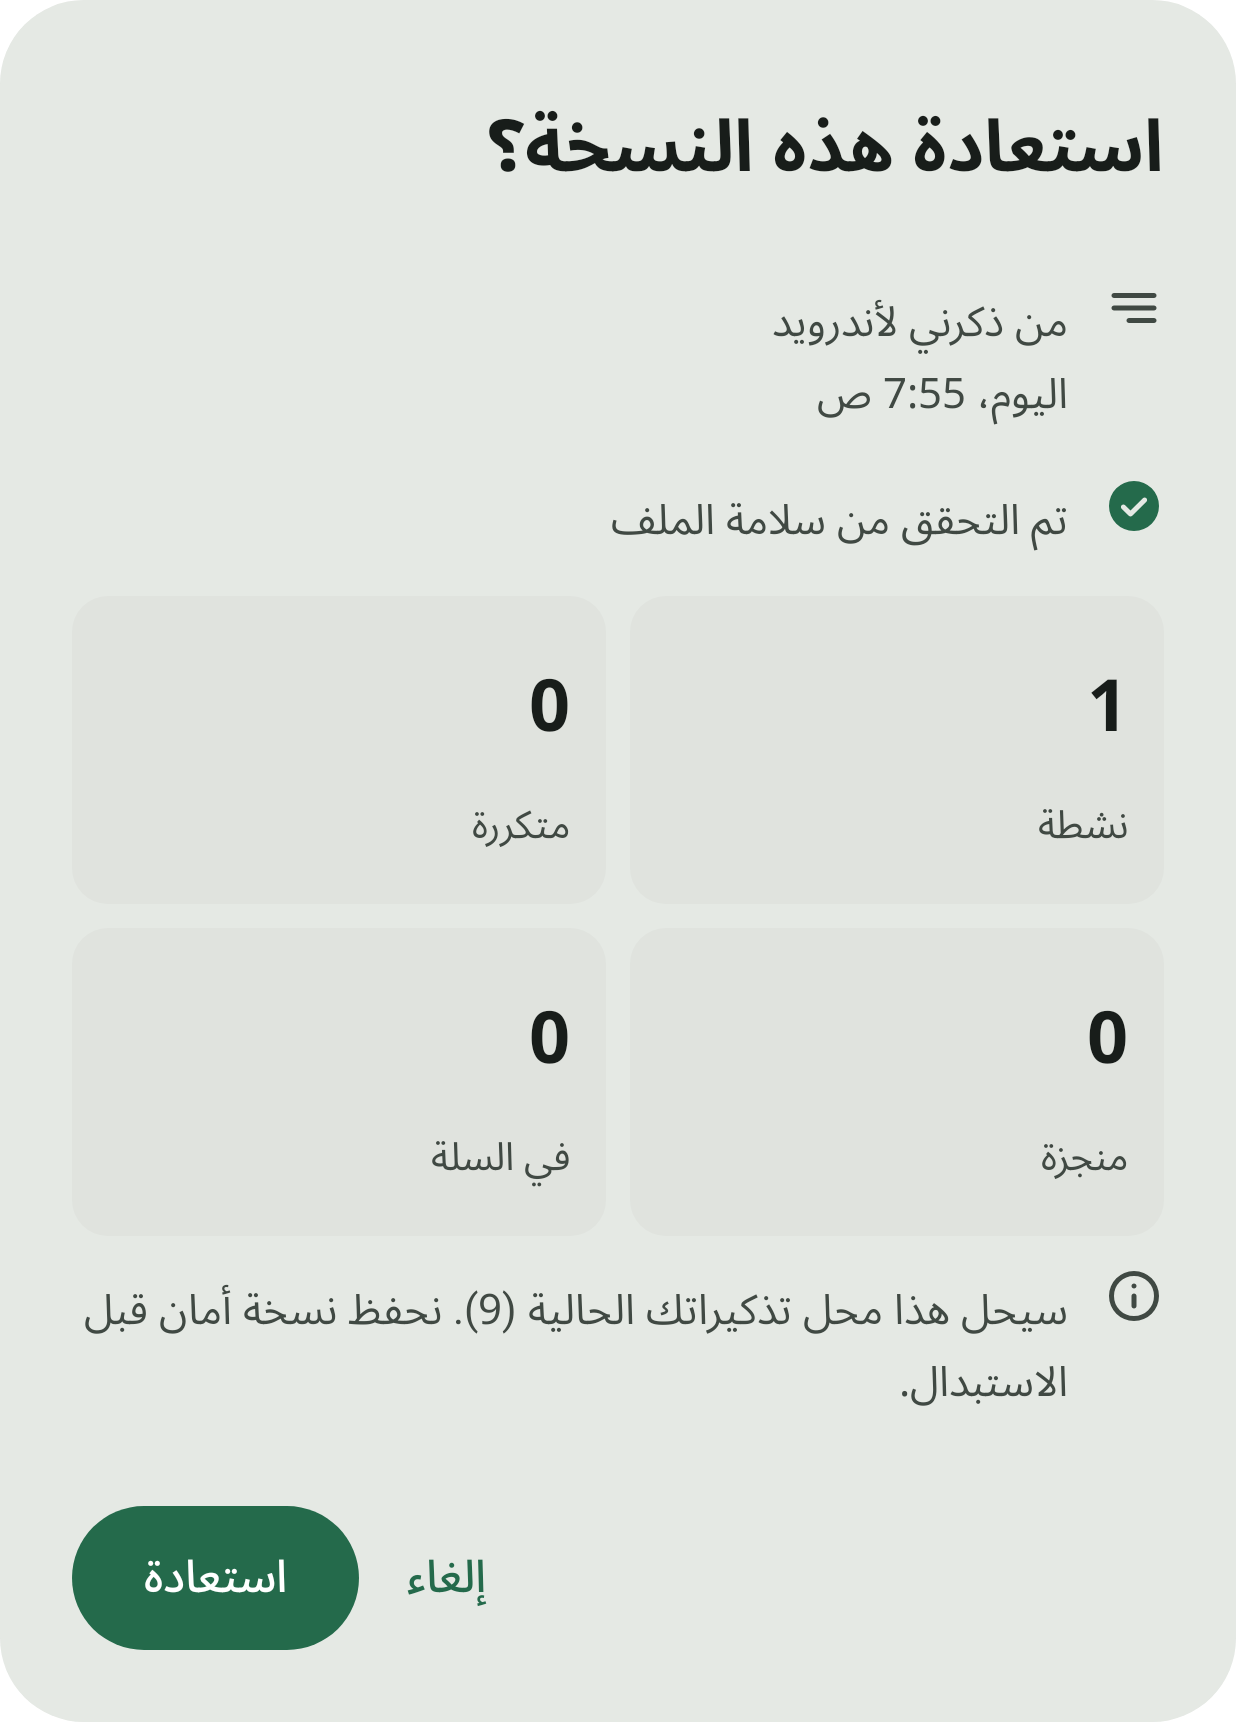 استعادة هذه النسخة؟
من ذكرني لأندرويد
اليوم، 7:55 ص
تم التحقق من سلامة الملف
1
نشطة
0
متكررة
0
منجزة
0
في السلة
سيحل هذا محل تذكيراتك الحالية (9). نحفظ نسخة أمان قبل
الاستبدال.
إلغاء
استعادة